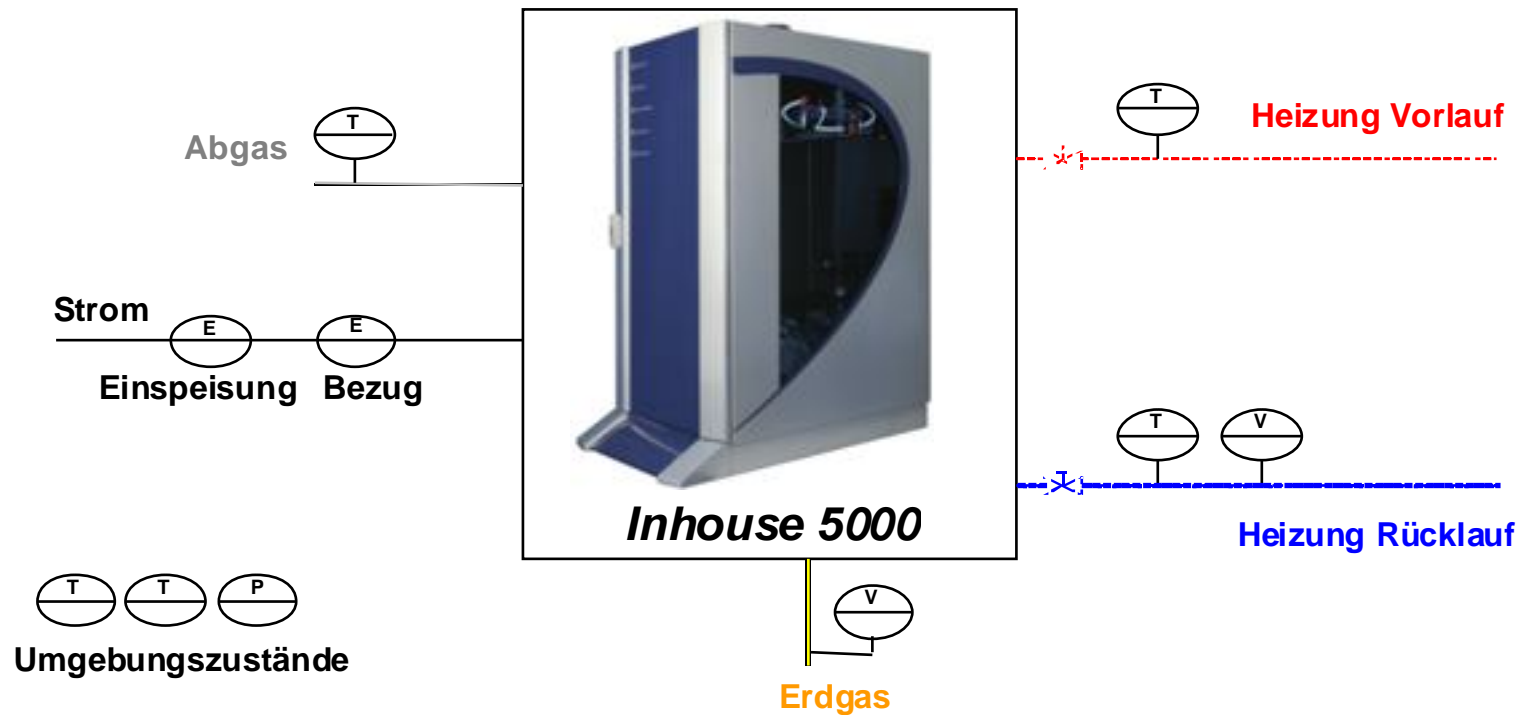 T
Abgas
T
Heizung Vorlauf
Strom
E
E
Einspeisung Bezug
T
V
Heizung Rücklauf
Inhouse 5000
T
T
P
Umgebungszustände
V
Erdgas